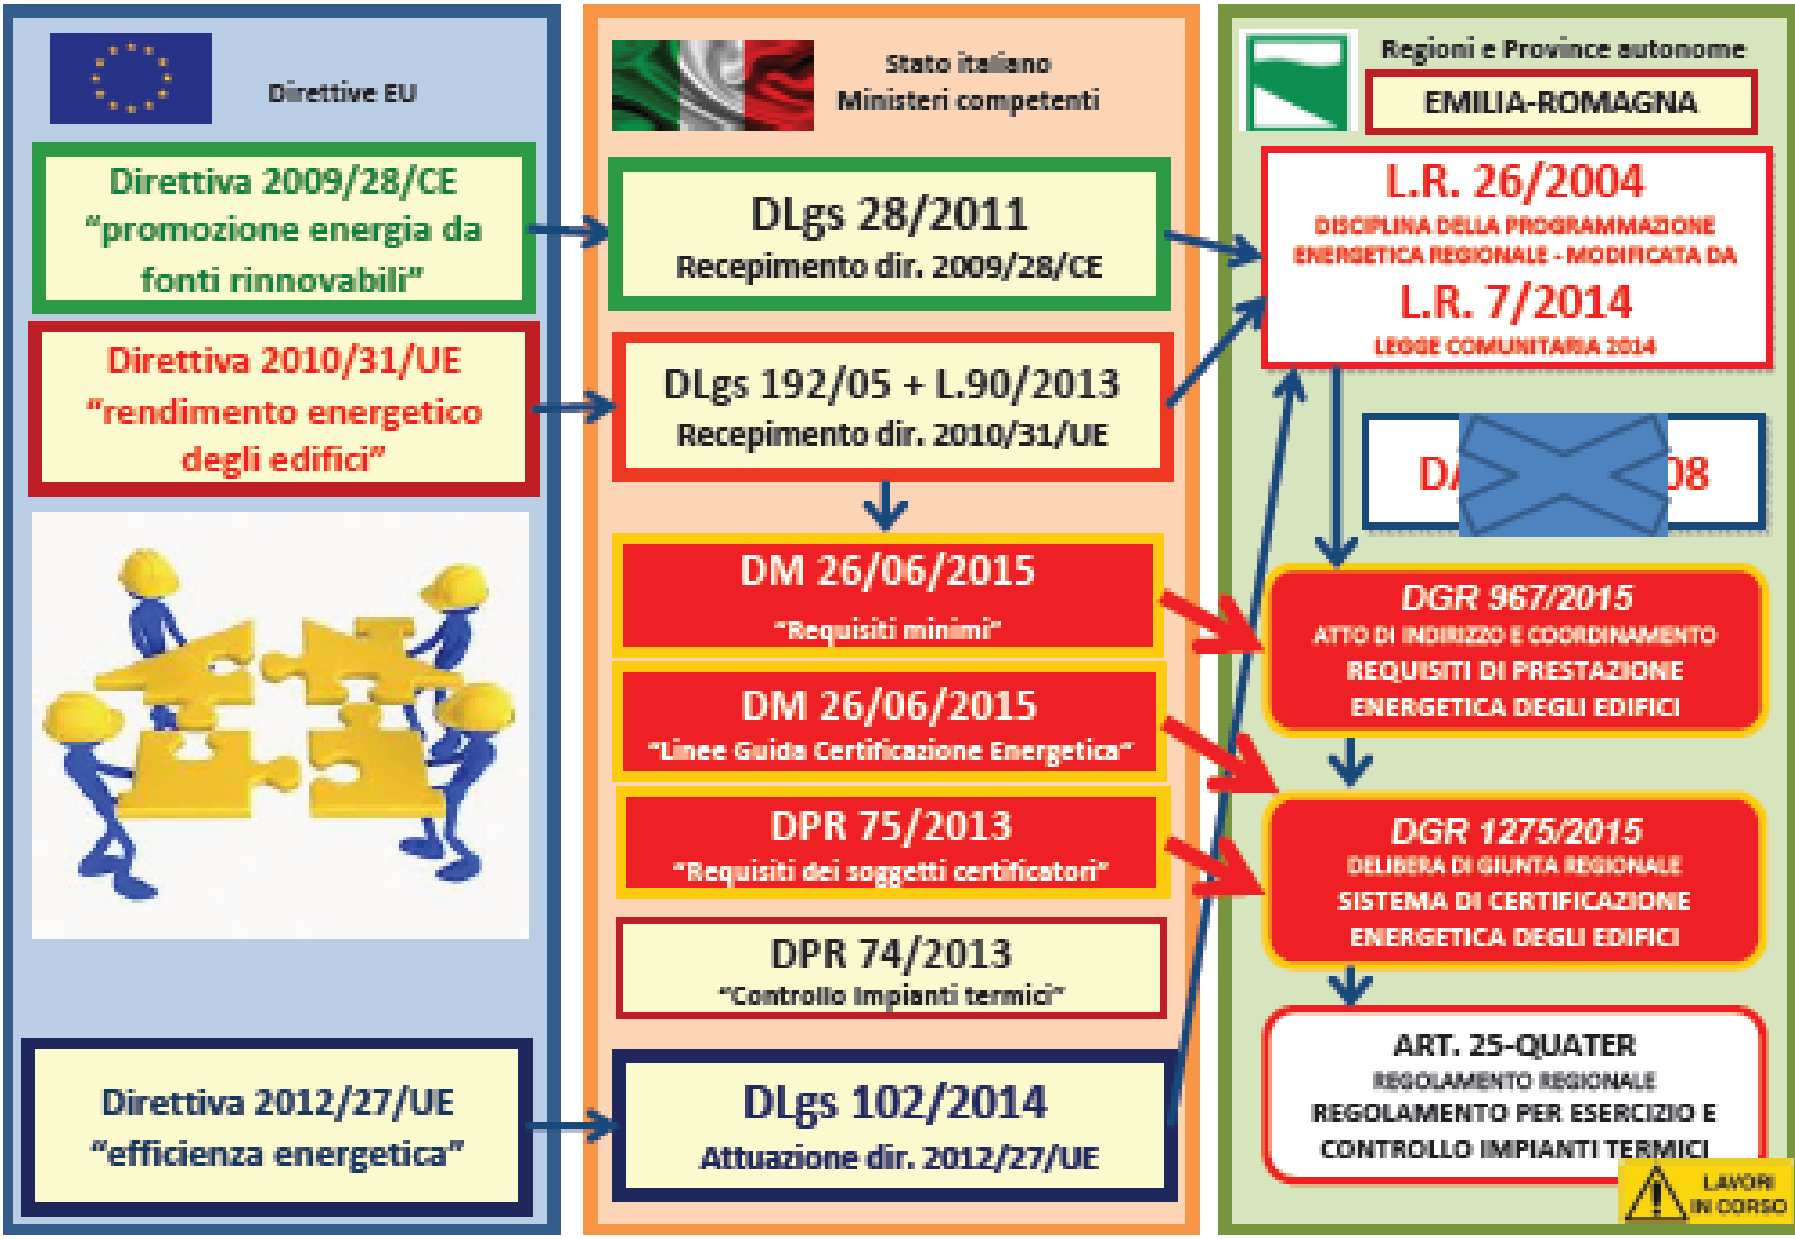 Direttive EU
Direttiva 2009/28/CE
“promozione energia da
fonti rinnovabili”
Direttiva 2010/31/UE
“rendimento energetico
degli edifici”
Direttiva 2012/27/UE
“efficienza energetica”
Stato italiano
Ministeri competenti
DLgs 28/2011
Recepimento dir. 2009/28/CE
DLgs 192/05 + L.90/2013
Recepimento dir. 2010/31/UE
DM 26/06/2015
“Requisiti minimi”
DM 26/06/2015
“Linee Guida Certificazione Energetica”
DPR 75/2013
“Requisiti dei soggetti certificatori”
DPR 74/2013
“Controllo Impianti termici”
DLgs 102/2014
Attuazione dir. 2012/27/UE
Regioni e Province autonome
EMILIA-ROMAGNA
L.R. 26/2004
DISCIPLINA DELLA PROGRAMMAZIONE
ENERGETICA REGIONALE - MODIFICATA DA
L.R. 7/2014
LEGGE COMUNITARIA 2014
DGR 967/2015
ATTO DI INDIRIZZO E COORDINAMENTO
REQUISITI DI PRESTAZIONE
ENERGETICA DEGLI EDIFICI
DGR 1275/2015
DELIBERA DI GIUNTA REGIONALE
SISTEMA DI CERTIFICAZIONE
ENERGETICA DEGLI EDIFICI
ART. 25-QUATER
REGOLAMENTO REGIONALE
REGOLAMENTO PER ESERCIZIO E
CONTROLLO IMPIANTI TERMICI
LAVORI
IN CORSO